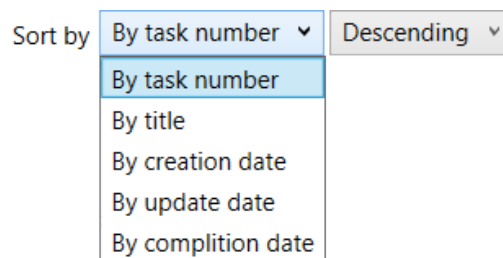 Sort by By task number Descending
By task number
By title
By creation date
By update date
By complition date